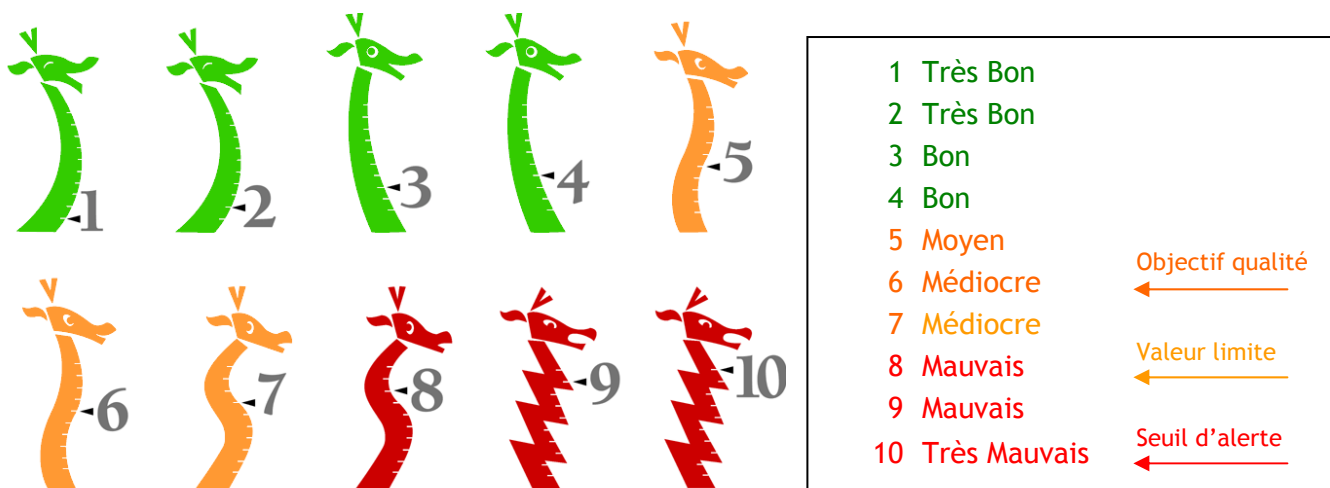 1
2
3
4
5
6
7
8
9
10
1 Très Bon
2 Très Bon
3 Bon
4 Bon
5 Moyen
6 Médiocre
Objectif qualité
7 Médiocre
8 Mauvais
Valeur limite
9 Mauvais
10 Très Mauvais
Seuil d'alerte